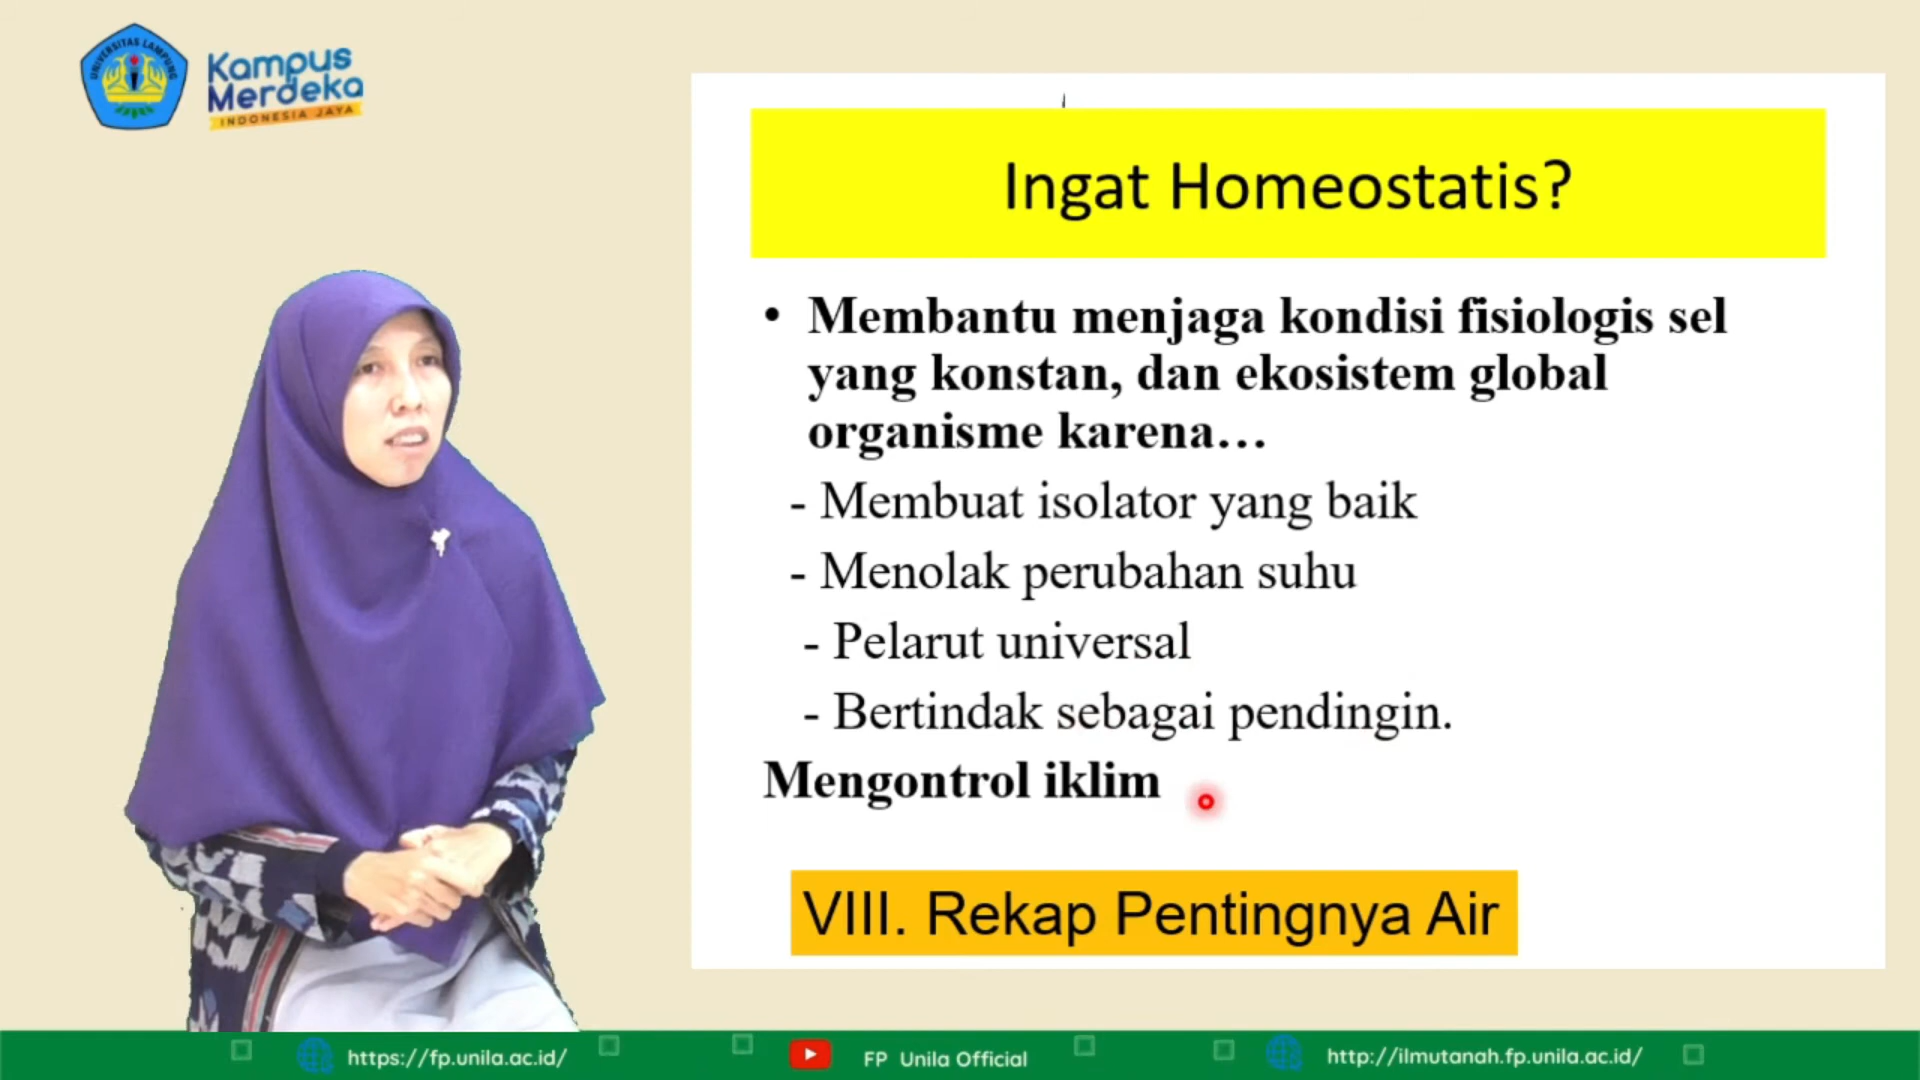 UNIVERSITAS LAMPUNG
Kampus
Merdeka
INDONESIA JAYA
Ingat Homeostatis?
• Membantu menjaga kondisi fisiologis sel
yang konstan, dan ekosistem global
organisme karena…
- Membuat isolator yang baik
- Menolak perubahan suhu
- Pelarut universal
- Bertindak sebagai pendingin.
Mengontrol iklim
VIII. Rekap Pentingnya Air
https://fp.unila.ac.id/
FP Unila Official
http://ilmutanah.fp.unila.ac.id/